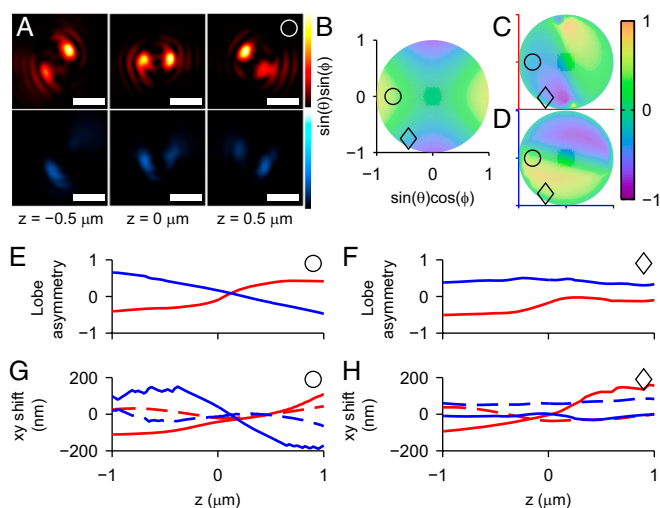 A
B
C
D
sin(θ)sin(ϕ)
1
0
−1
−1 0 1
sin(θ)cos(ϕ)
1
0
−1
z = −0.5 μm z = 0 μm z = 0.5 μm
E
F
Lobe
asymmetry
1
0
−1
Lobe
asymmetry
1
0
−1
G
H
xy shift
(nm)
200
0
−200
−1 0 1
z (μm)
xy shift
(nm)
200
0
−200
−1 0 1
z (μm)